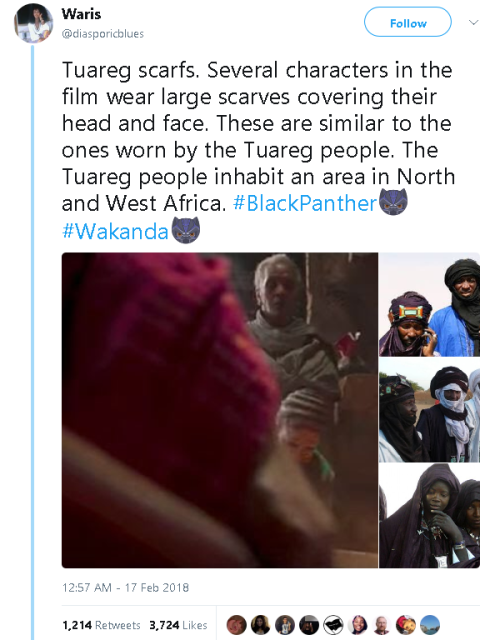 Waris
@diasporicblues
Follow
Tuareg scarfs. Several characters in the
film wear large scarves covering their
head and face. These are similar to the
ones worn by the Tuareg people. The
Tuareg people inhabit an area in North
and West Africa. #BlackPanther
#Wakanda
12:57 AM - 17 Feb 2018
1,214 Retweets 3,724 Likes